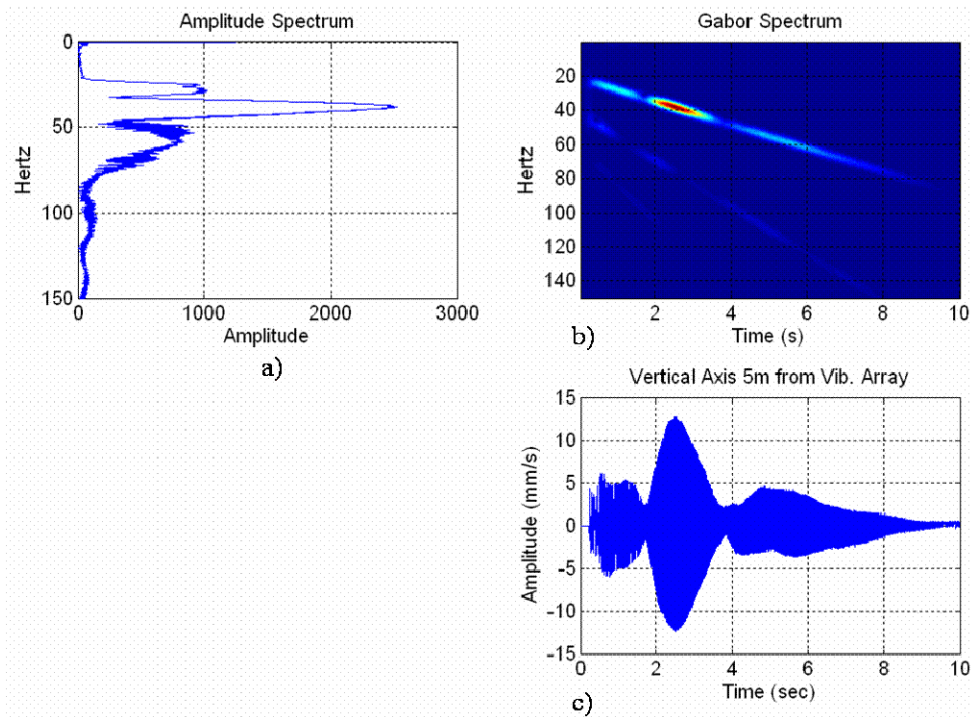 Amplitude Spectrum
0
50
100
150
Hertz
0
1000
2000
3000
Amplitude
a)
Gabor Spectrum
20
40
60
80
100
120
140
Hertz
2
4
6
8
10
b)
Time (s)
Vertical Axis 5m from Vib. Array
15
10
5
0
-5
-10
-15
Amplitude (mm/s)
0
2
4
6
8
10
Time (sec)
c)